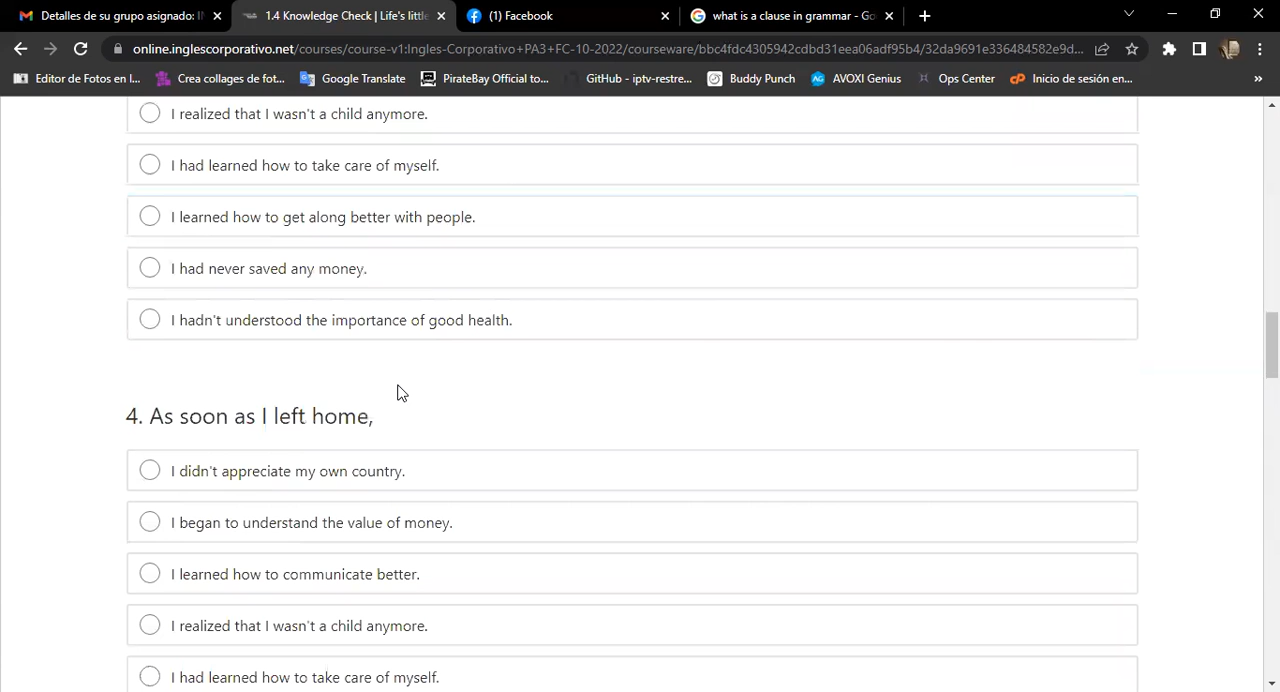 Detalles de su grupo asignado: I
1.4 Knowledge Check | Life's little
(1) Facebook
what is a clause in grammar - Go
online.inglescorporativo.net/courses/course-v1:Ingles-Corporativo+PA3+FC-10-2022/courseware/bbc4fdc4305942cdbd31eea06adf95b4/32da9691e336484582e9d...
Editor de Fotos en l...
Crea collages de fot...
Google Translate
PirateBay Official to...
GitHub - iptv-restre...
Buddy Punch
AVOXI Genius
Ops Center
Inicio de sesión en...
»
I realized that I wasn't a child anymore.
I had learned how to take care of myself.
I learned how to get along better with people.
I had never saved any money.
I hadn't understood the importance of good health.
4. As soon as I left home,
I didn't appreciate my own country.
I began to understand the value of money.
I learned how to communicate better.
I realized that I wasn't a child anymore.
I had learned how to take care of myself.